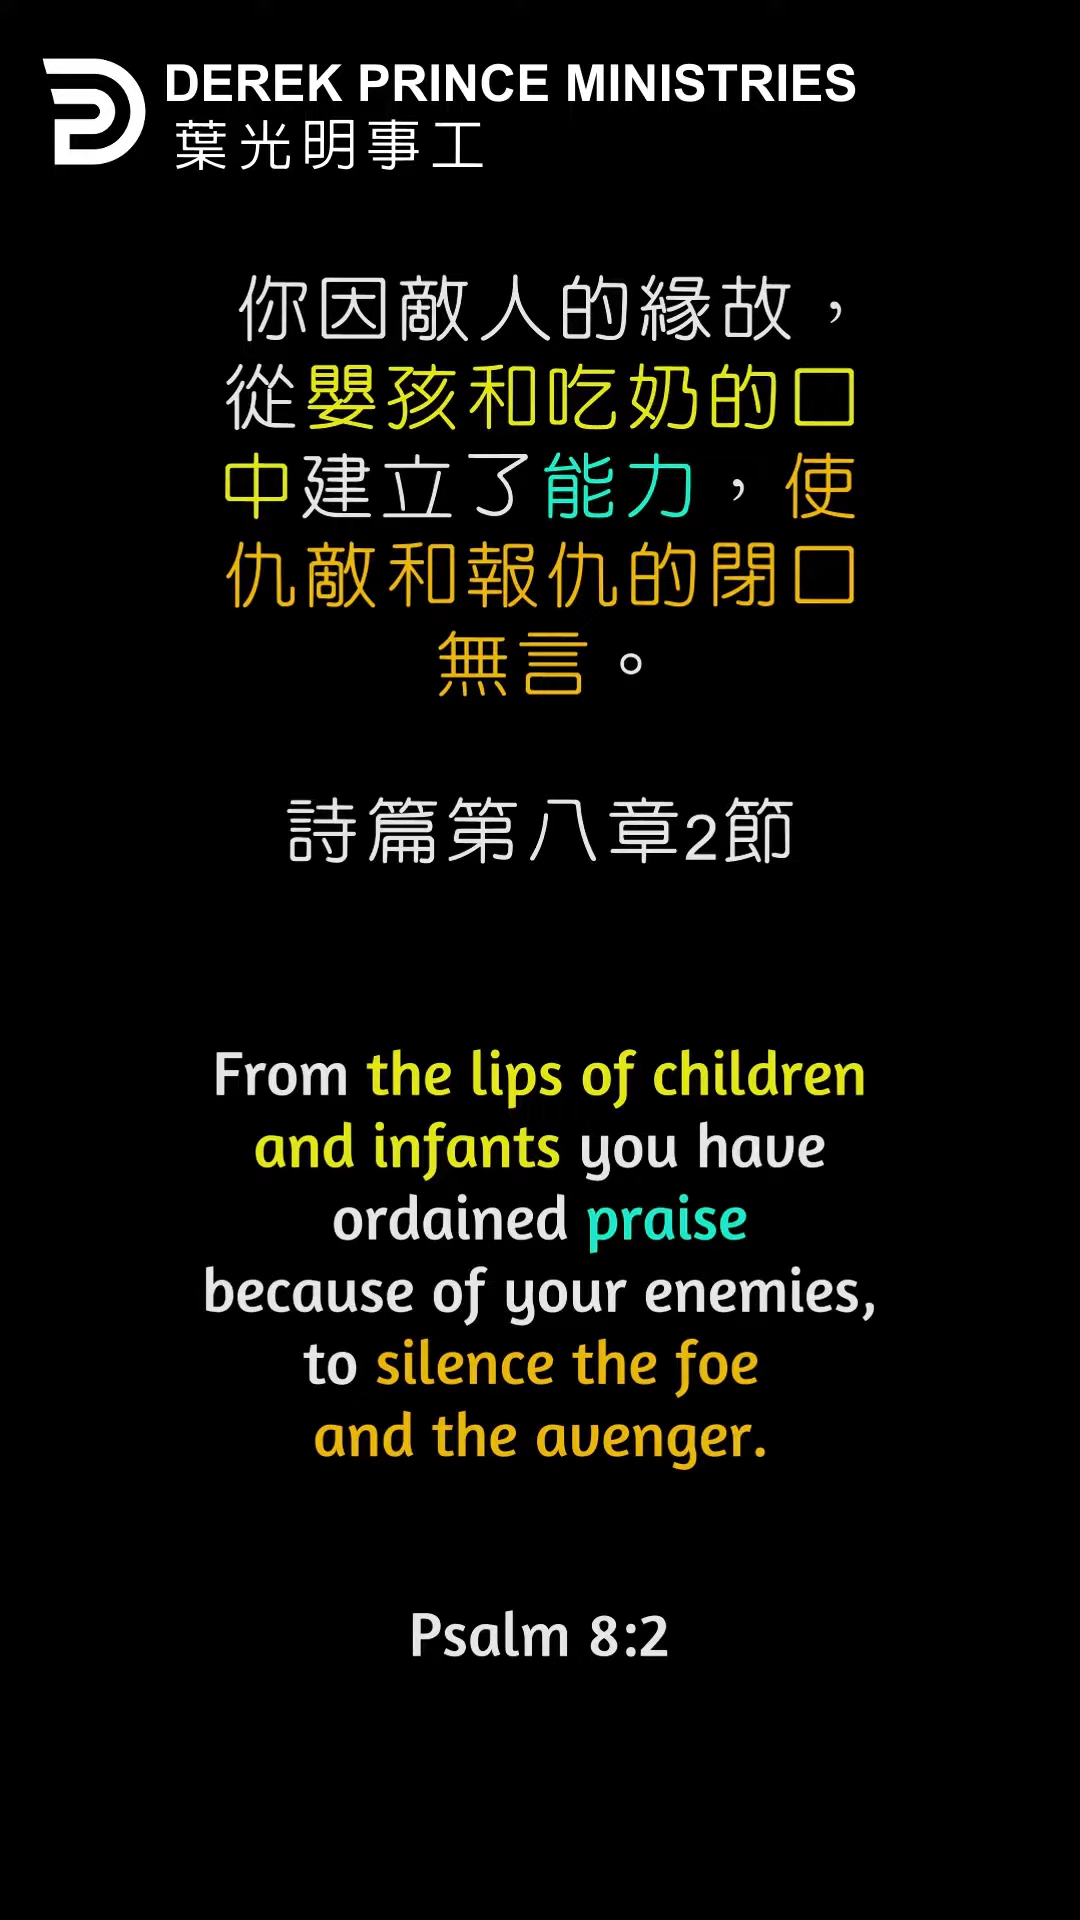 DEREK PRINCE MINISTRIES
葉光明事工
你因敵人的緣故，
從嬰孩和吃奶的口
中建立了能力，使
仇敵和報仇的閉口
無言。
詩篇第八章2節
From the lips of children
and infants you have
ordained praise
because of your enemies,
to silence the foe
and the avenger.
Psalm 8:2